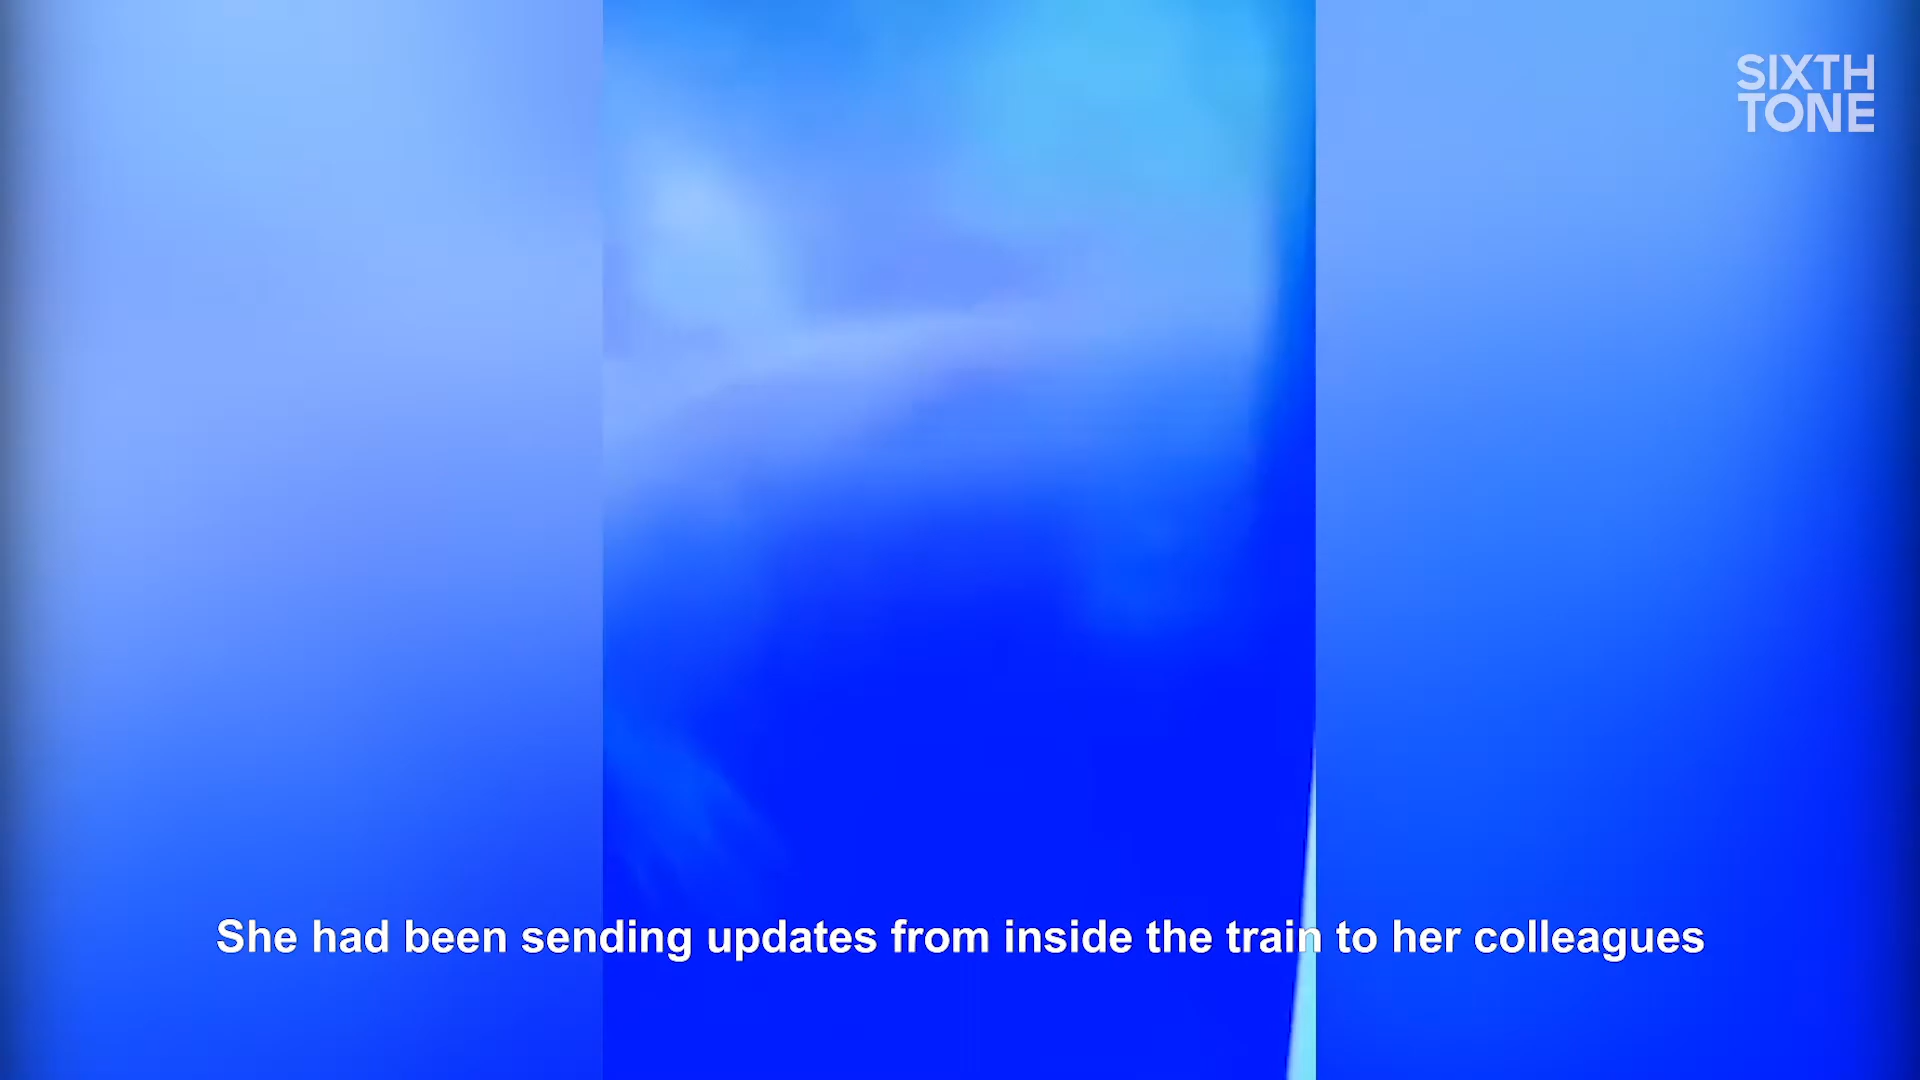 SIXTH
TONE
She had been sending updates from inside the train to her colleagues